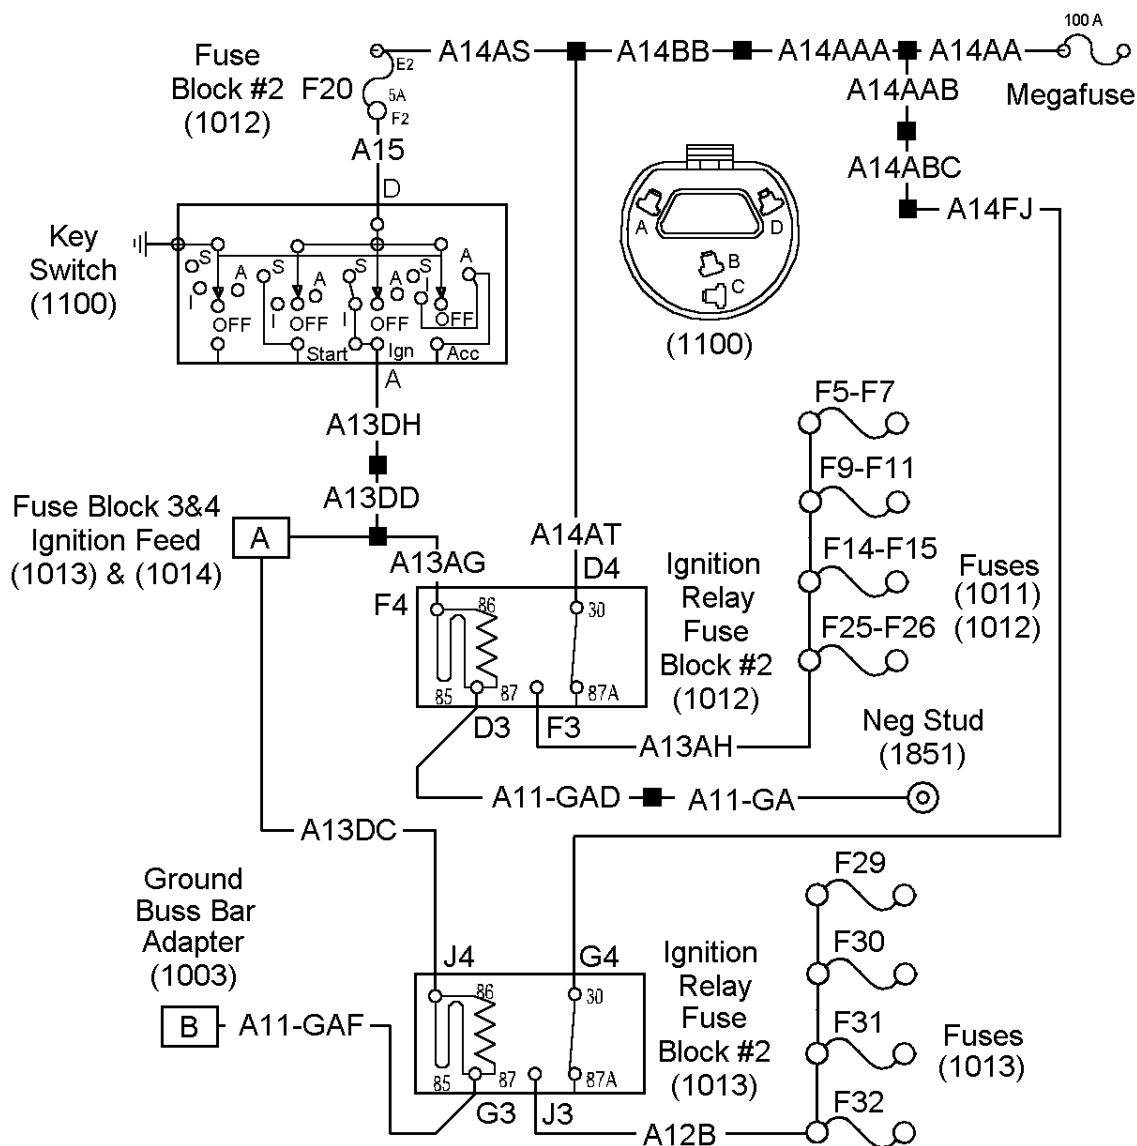 100 A
A14AS
A14BB
A14AAA
A14AA
Megafuse
Fuse
Block #2
(1012)
F20
E2
5A
F2
A15
A14AAB
A14ABC
A14FJ
D
Key
Switch
(1100)
S
A
I
OFF
S
A
I
OFF
Start
S
A
I
OFF
Ign
S
A
I
OFF
Acc
A
A
D
B
C
(1100)
A13DH
A13DD
Fuse Block 3&4
Ignition Feed
(1013) & (1014)
A
A13AG
A14AT
D4
F4
86
30
85
87
87A
D3
F3
Ignition
Relay
Fuse
Block #2
(1012)
F5-F7
F9-F11
F14-F15
F25-F26
Fuses
(1011)
(1012)
A13AH
Neg Stud
(1851)
A11-GAD
A11-GA
A13DC
Ground
Buss Bar
Adapter
(1003)
B
A11-GAF
J4
G4
86
30
85
87
87A
G3
J3
Ignition
Relay
Fuse
Block #2
(1013)
A12B
F29
F30
F31
F32
Fuses
(1013)